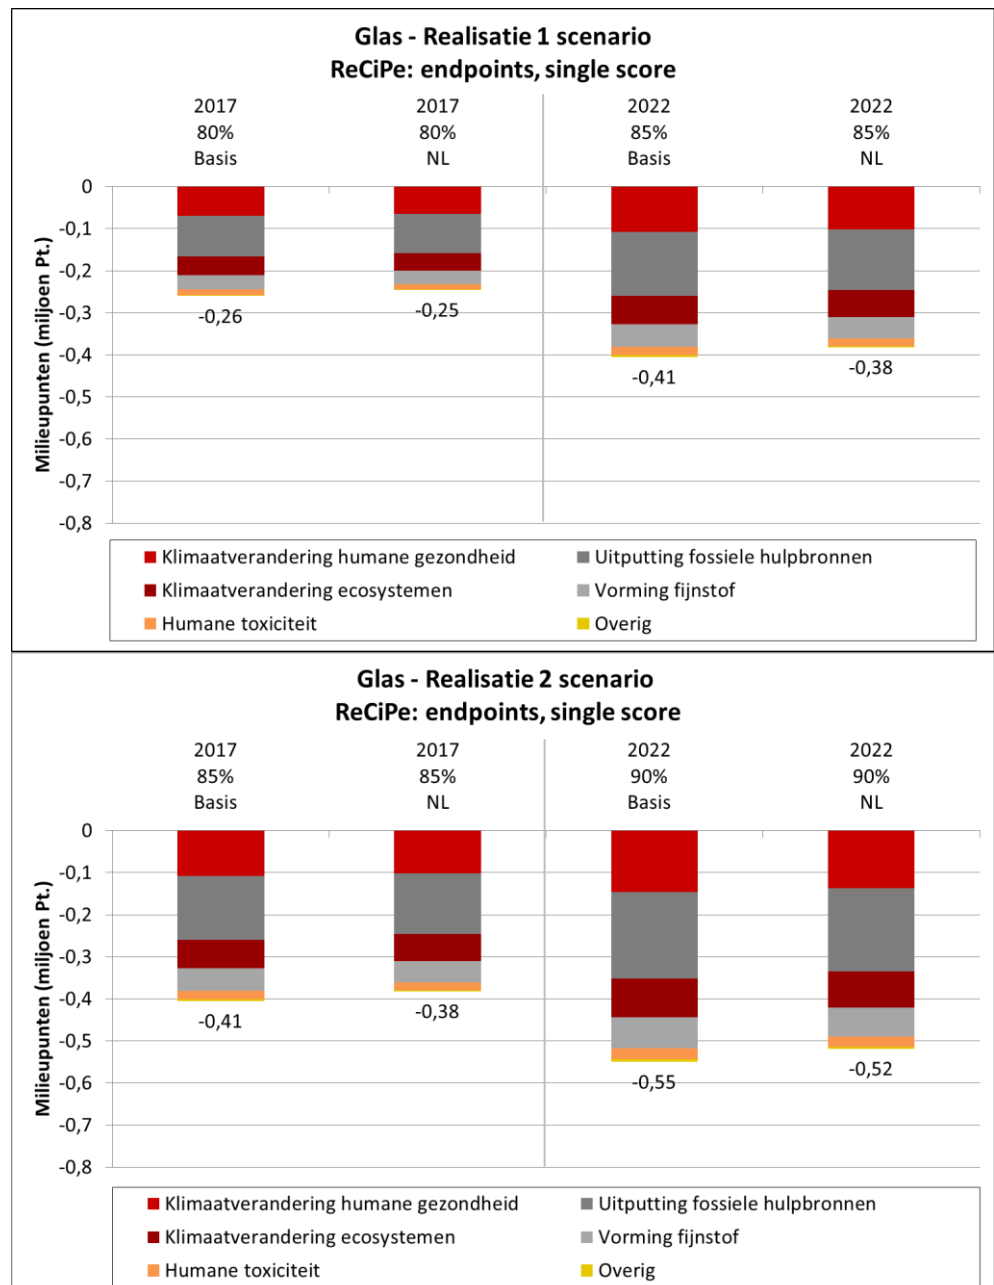 Glas - Realisatie 1 scenario
ReCiPe: endpoints, single score
2017 2017 2022 2022
80% 80% 85% 85%
Basis NL Basis NL
Milieupunten (miljoen Pt.)
0
-0,1
-0,2
-0,3
-0,4
-0,5
-0,6
-0,7
-0,8
-0,26 -0,25 -0,41 -0,38
Klimaatverandering humane gezondheid Uitputting fossiele hulpbronnen
Klimaatverandering ecosystemen Vorming fijnstof
Humane toxiciteit Overig
Glas - Realisatie 2 scenario
ReCiPe: endpoints, single score
2017 2017 2022 2022
85% 85% 90% 90%
Basis NL Basis NL
Milieupunten (miljoen Pt.)
0
-0,1
-0,2
-0,3
-0,4
-0,5
-0,6
-0,7
-0,8
-0,41 -0,38 -0,55 -0,52
Klimaatverandering humane gezondheid Uitputting fossiele hulpbronnen
Klimaatverandering ecosystemen Vorming fijnstof
Humane toxiciteit Overig